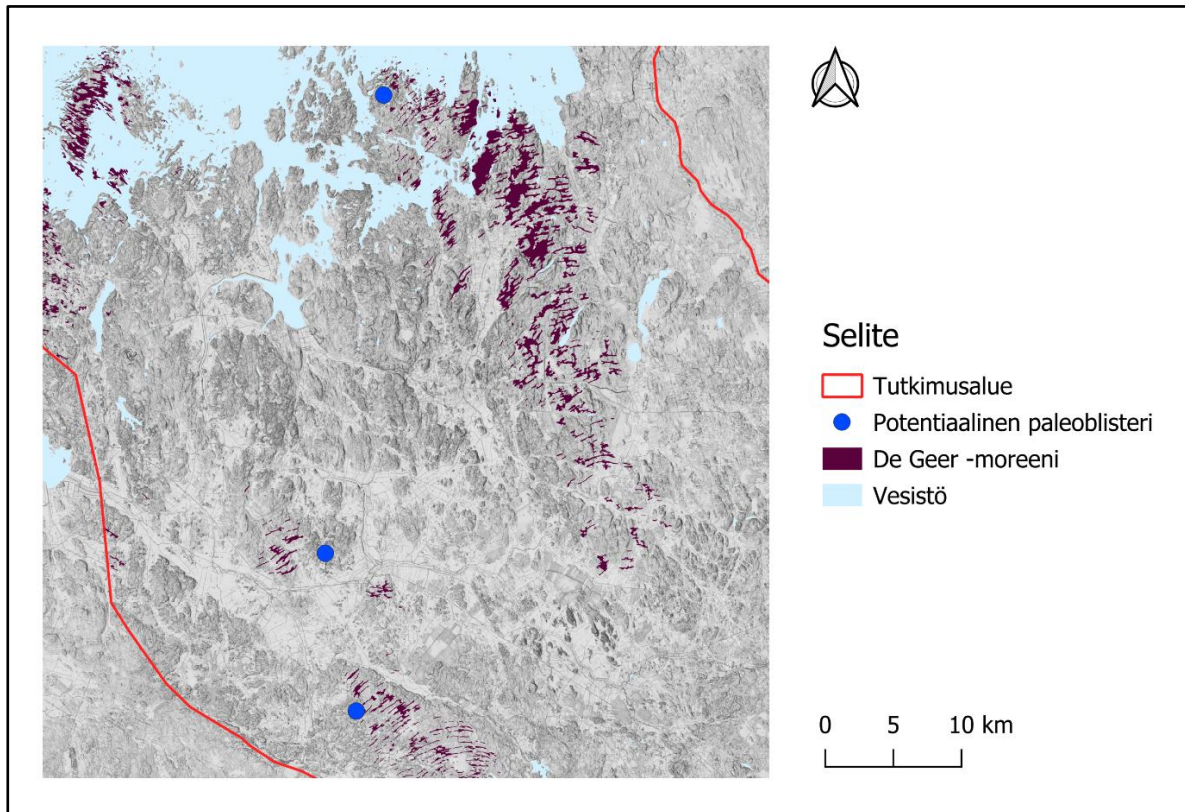 Selite
Tutkimusalue
Potentiaalinen paleoblisteri
De Geer -moreeni
Vesistö
0 5 10 km